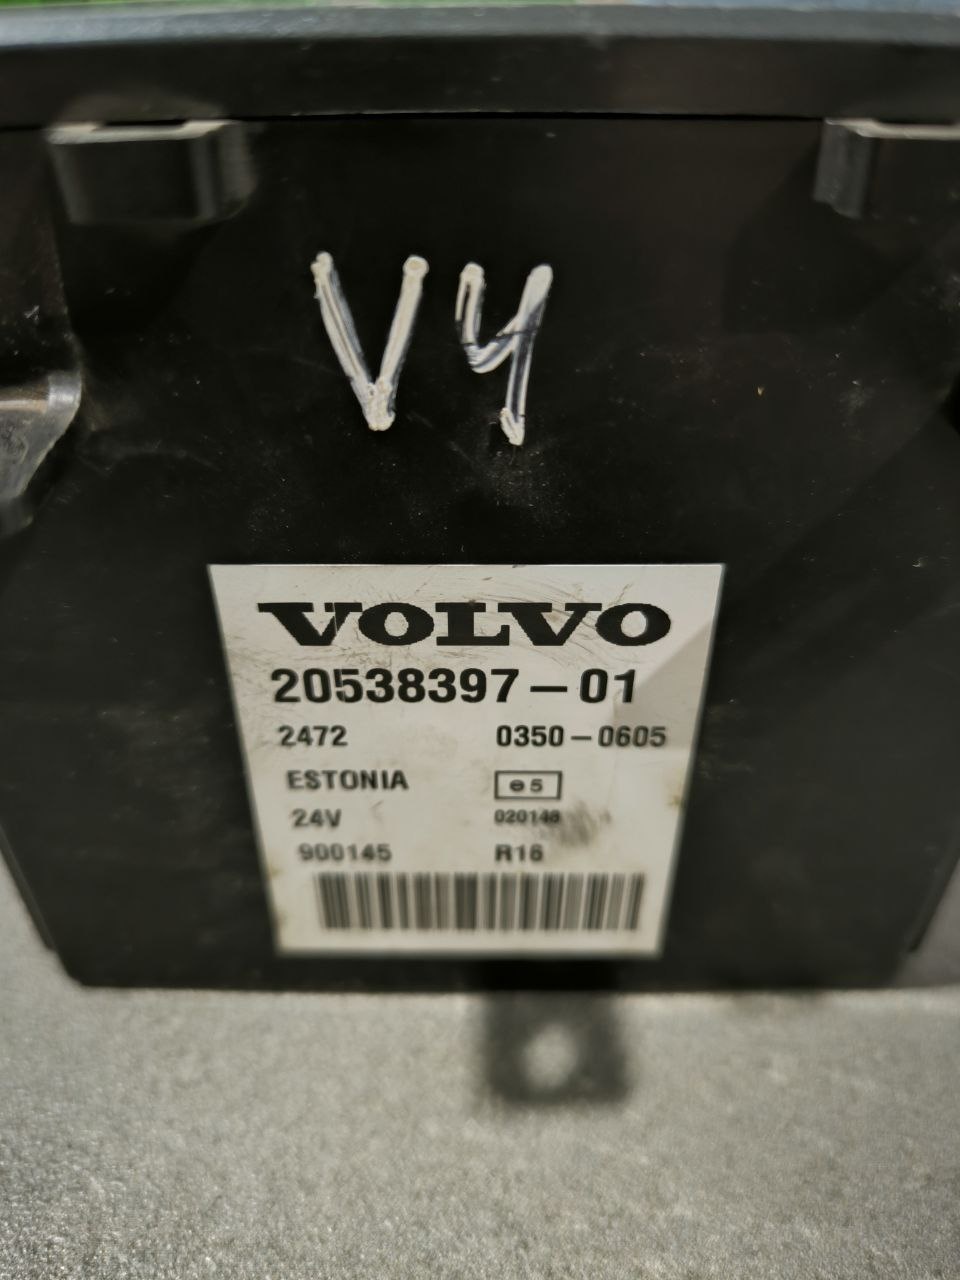 V4
VOLVO
20538397-01
2472 0350-0605
ESTONIA e5
24V 020148
900145 R16